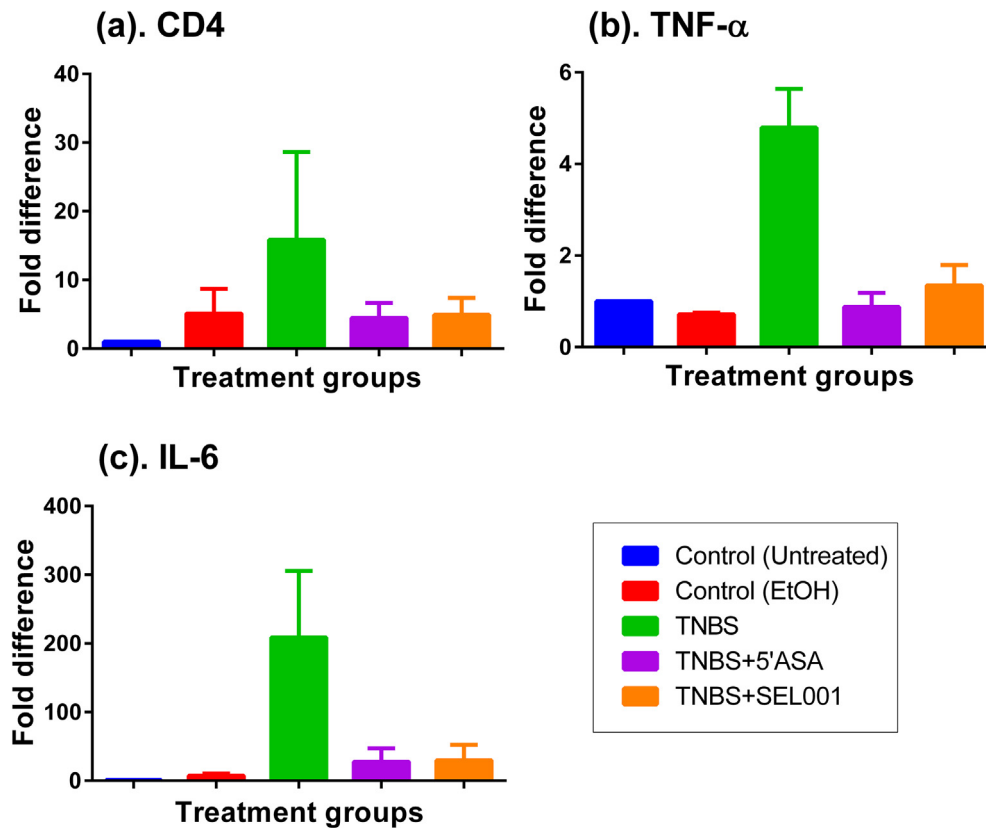 (a). CD4
Fold difference
40
30
20
10
0
Treatment groups
(b). TNF-α
Fold difference
6
4
2
0
Treatment groups
(c). IL-6
Fold difference
400
300
200
100
0
Treatment groups
Control (Untreated)
Control (EtOH)
TNBS
TNBS+5'ASA
TNBS+SEL001